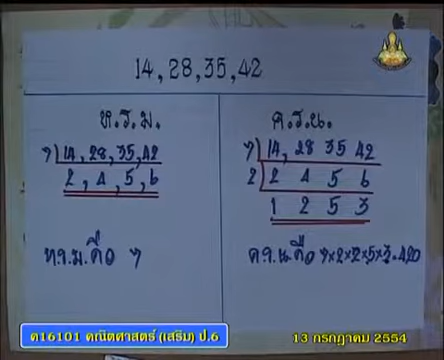 14, 28, 35, 42
ห.ร.ม.
7 14, 28, 35, 42
2, 4, 5, 6
ห.ร.ม. คือ 7
ค.ร.น.
7 14, 28 35 42
2 2 4 5 6
1 2 5 3
ค.ร.น. คือ 7×2×2×5×3=420
ค16101 คณิตศาสตร์ (เสริม) ป.6
13 กรกฎาคม 2554